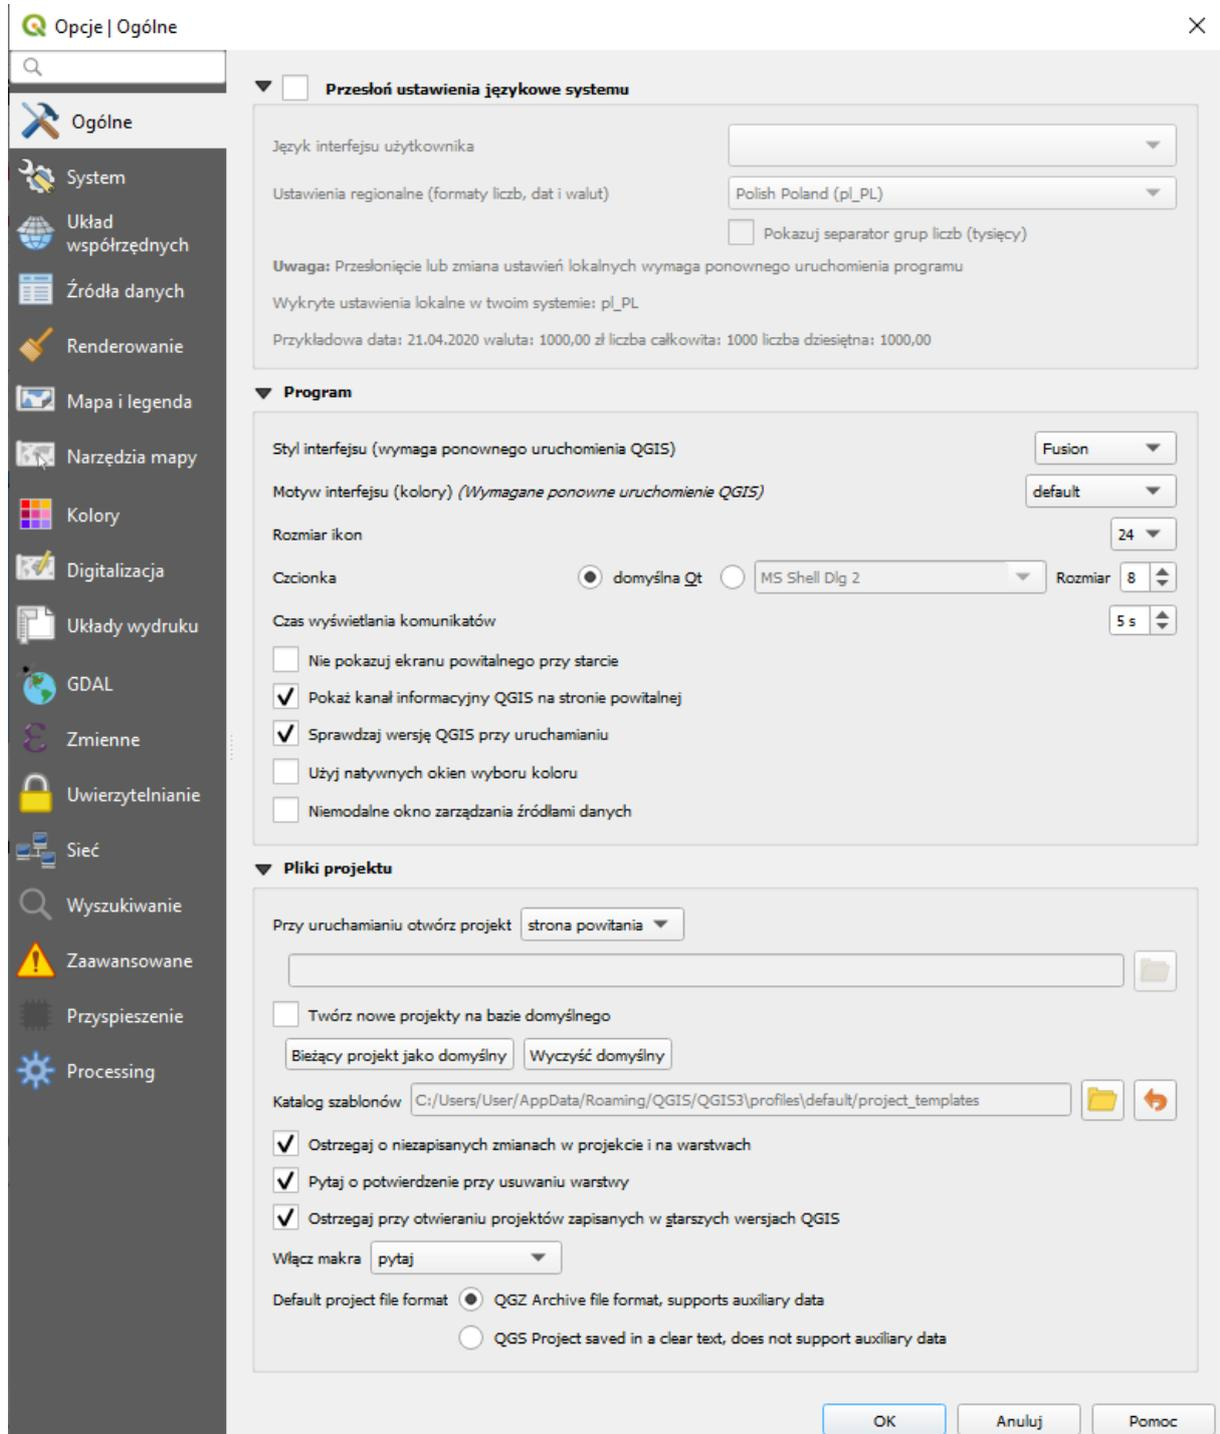 Opcje | Ogólne
Ogólne
System
Układ
współrzędnych
Źródła danych
Renderowanie
Mapa i legenda
Narzędzia mapy
Kolory
Digitalizacja
Układy wydruku
GDAL
Zmienne
Uwierzytelnianie
Sieć
Wyszukiwanie
Zaawansowane
Przyspieszenie
Processing
Przesłoń ustawienia językowe systemu
Język interfejsu użytkownika
Ustawienia regionalne (formaty liczb, dat i walut) Polish Poland (pl_PL)
Pokazuj separator grup liczb (tysięcy)
Uwaga: Przesłonięcie lub zmiana ustawień lokalnych wymaga ponownego uruchomienia programu
Wykryte ustawienia lokalne w twoim systemie: pl_PL
Przykładowa data: 21.04.2020 waluta: 1000,00 zł liczba całkowita: 1000 liczba dziesiętna: 1000,00
Program
Styl interfejsu (wymaga ponownego uruchomienia QGIS) Fusion
Motyw interfejsu (kolory) (Wymagane ponowne uruchomienie QGIS) default
Rozmiar ikon 24
Czcionka domyślna Qt MS Shell Dlg 2 Rozmiar 8
Czas wyświetlania komunikatów 5 s
Nie pokazuj ekranu powitalnego przy starcie
Pokaż kanał informacyjny QGIS na stronie powitalnej
Sprawdzaj wersję QGIS przy uruchamianiu
Użyj natywnych okien wyboru koloru
Niemodalne okno zarządzania źródłami danych
Pliki projektu
Przy uruchamianiu otwórz projekt strona powitania
Twórz nowe projekty na bazie domyślnego
Bieżący projekt jako domyślny Wyczyść domyślny
Katalog szablonów C:/Users/User/AppData/Roaming/QGIS/QGIS3\profiles\default/project_templates
Ostrzegaj o niezapisanych zmianach w projekcie i na warstwach
Pytaj o potwierdzenie przy usuwaniu warstwy
Ostrzegaj przy otwieraniu projektów zapisanych w starszych wersjach QGIS
Włącz makra pytaj
Default project file format QGZ Archive file format, supports auxiliary data
QGS Project saved in a clear text, does not support auxiliary data
OK Anuluj Pomoc